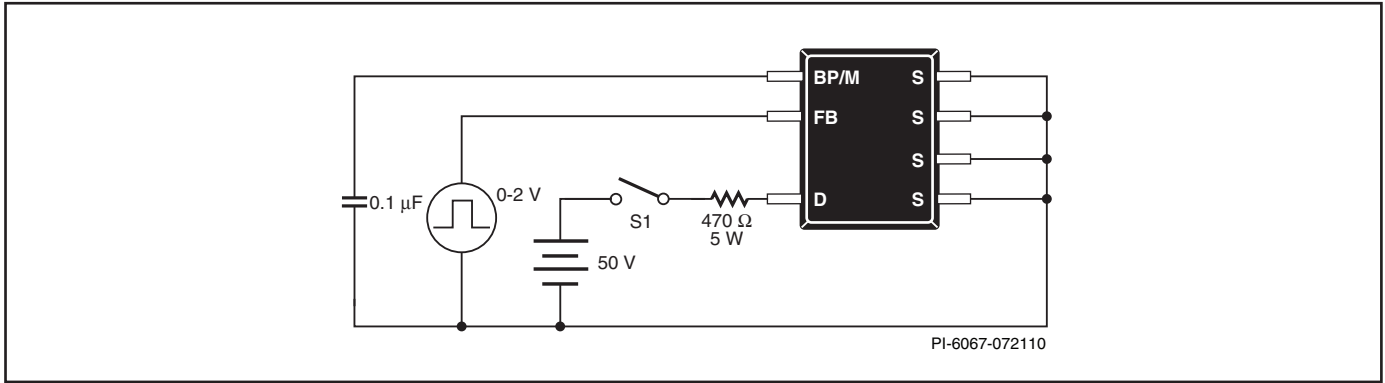 BP/M S
FB S
S
D S
0.1 μF
0-2 V
S1
470 Ω
5 W
50 V
PI-6067-072110